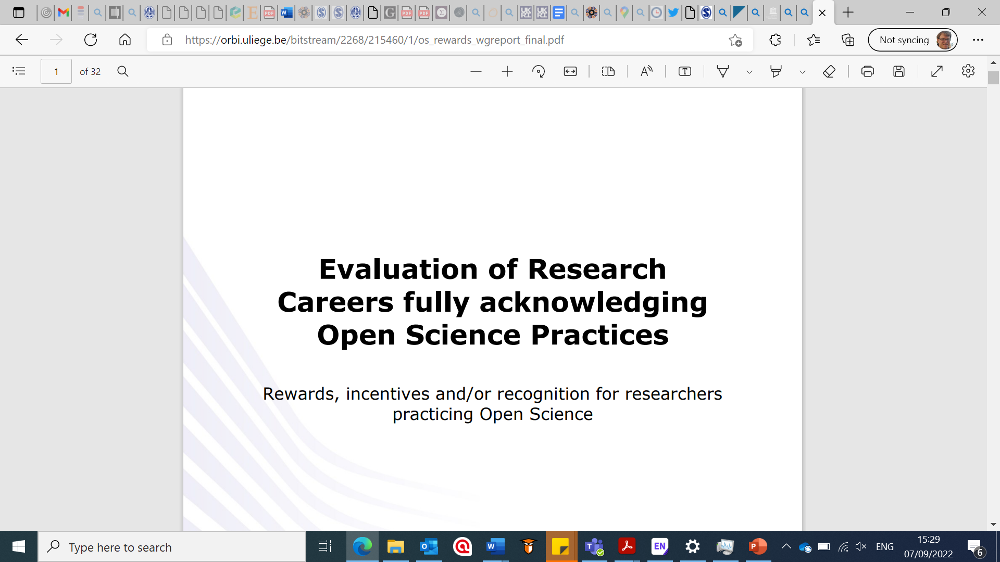 https://orbi.uliege.be/bitstream/2268/215460/1/os_rewards_wgreport_final.pdf
Not syncing
1 of 32
Evaluation of Research
Careers fully acknowledging
Open Science Practices
Rewards, incentives and/or recognition for researchers
practicing Open Science
Type here to search
EN
ENG
15:29
07/09/2022
6